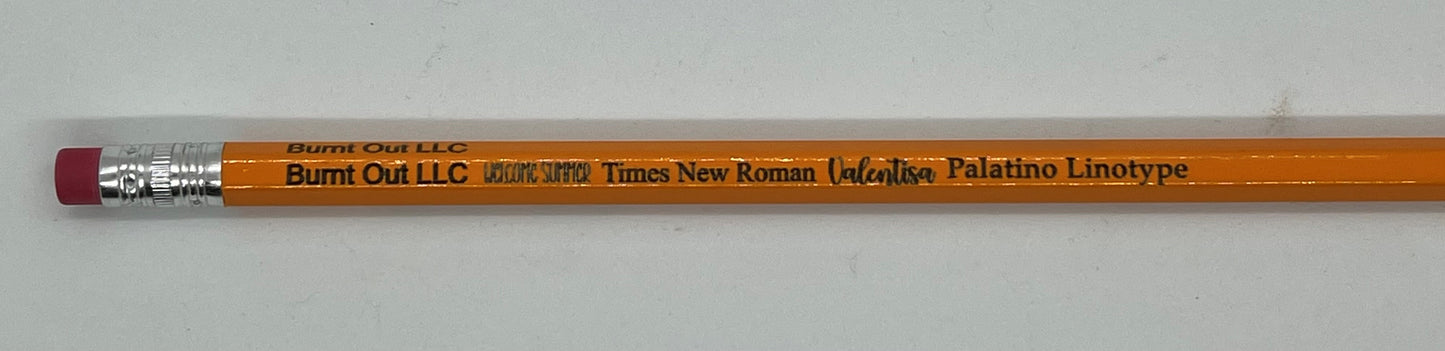 Burnt Out LLC
Burnt Out LLC WELCOME SUMMER Times New Roman Valentisa Palatino Linotype